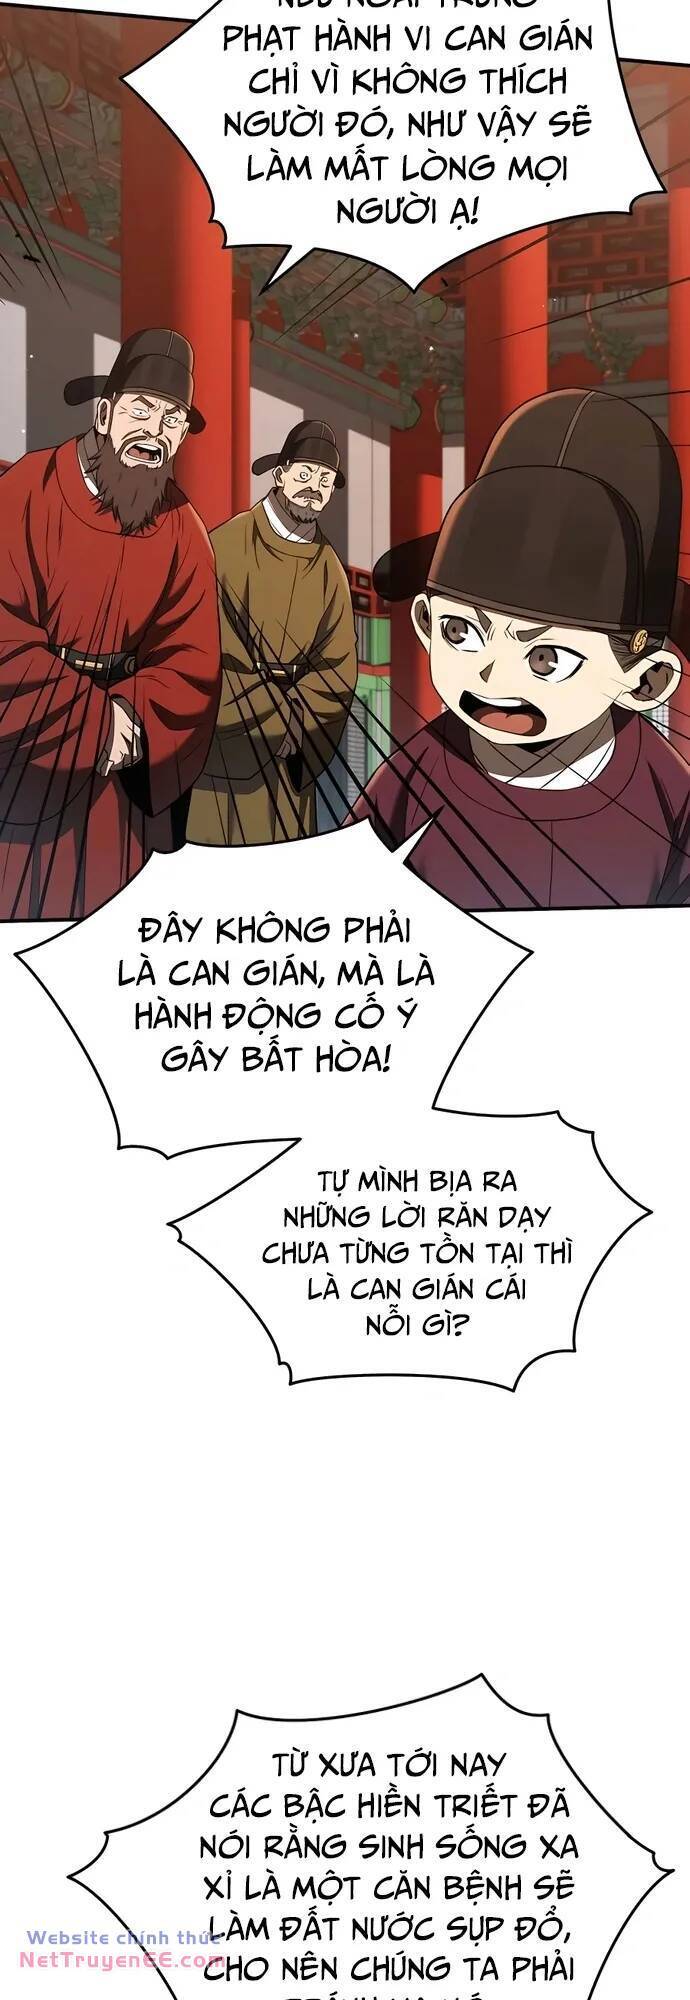 NẾU NGÀI TRỪNG
PHẠT HÀNH VI CAN GIÁN
CHỈ VÌ KHÔNG THÍCH
NGƯỜI ĐÓ, NHƯ VẬY SẼ
LÀM MẤT LÒNG MỌI
NGƯỜI Ạ!
ĐÂY KHÔNG PHẢI
LÀ CAN GIÁN, MÀ LÀ
HÀNH ĐỘNG CỐ Ý
GÂY BẤT HÒA!
TỰ MÌNH BỊA RA
NHỮNG LỜI RĂN DẠY
CHƯA TỪNG TỒN TẠI THÌ
LÀ CAN GIÁN CÁI
NỖI GÌ?
TỪ XƯA TỚI NAY
CÁC BẬC HIỀN TRIẾT ĐÃ
NÓI RẰNG SINH SỐNG XA
XỈ LÀ MỘT CĂN BỆNH SẼ
LÀM ĐẤT NƯỚC SỤP ĐỔ,
CHO NÊN CHÚNG TA PHẢI
Website chính thức
NetTruyenEE.com